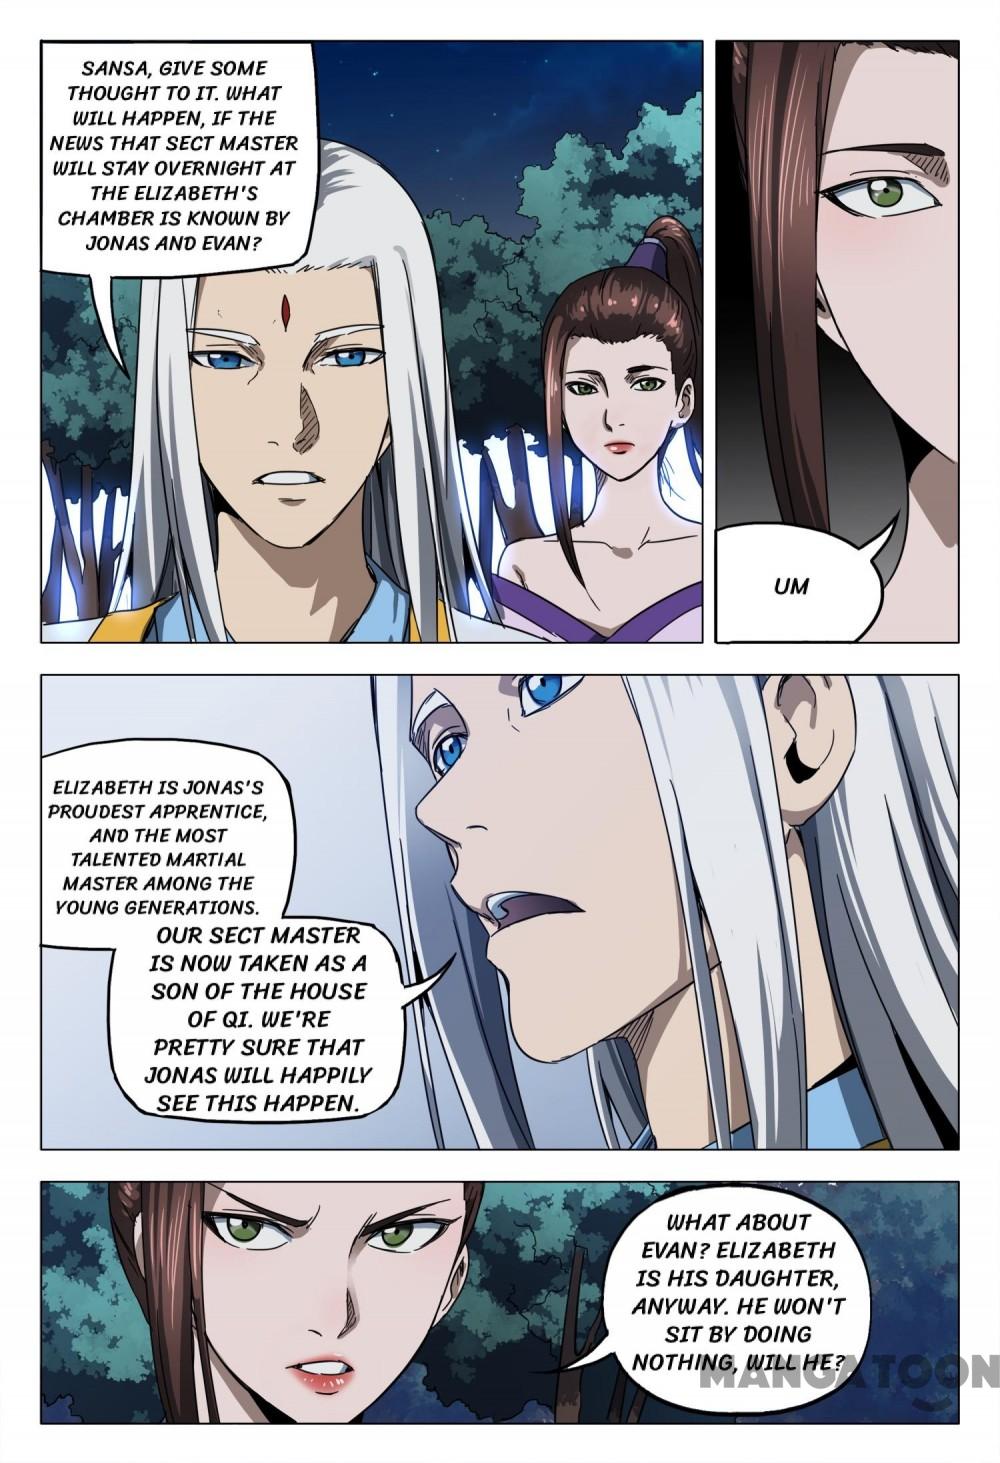 SANSA, GIVE SOME
THOUGHT TO IT. WHAT
WILL HAPPEN, IF THE
NEWS THAT SECT MASTER
WILL STAY OVERNIGHT AT
THE ELIZABETH'S
CHAMBER IS KNOWN BY
JONAS AND EVAN?
UM
ELIZABETH IS JONAS'S
PROUDEST APPRENTICE,
AND THE MOST
TALENTED MARTIAL
MASTER AMONG THE
YOUNG GENERATIONS.
OUR SECT MASTER
IS NOW TAKEN AS A
SON OF THE HOUSE
OF QI. WE'RE
PRETTY SURE THAT
JONAS WILL HAPPILY
SEE THIS HAPPEN.
WHAT ABOUT
EVAN? ELIZABETH
IS HIS DAUGHTER,
ANYWAY. HE WON'T
SIT BY DOING
NOTHING, WILL HE?
MANGATOON